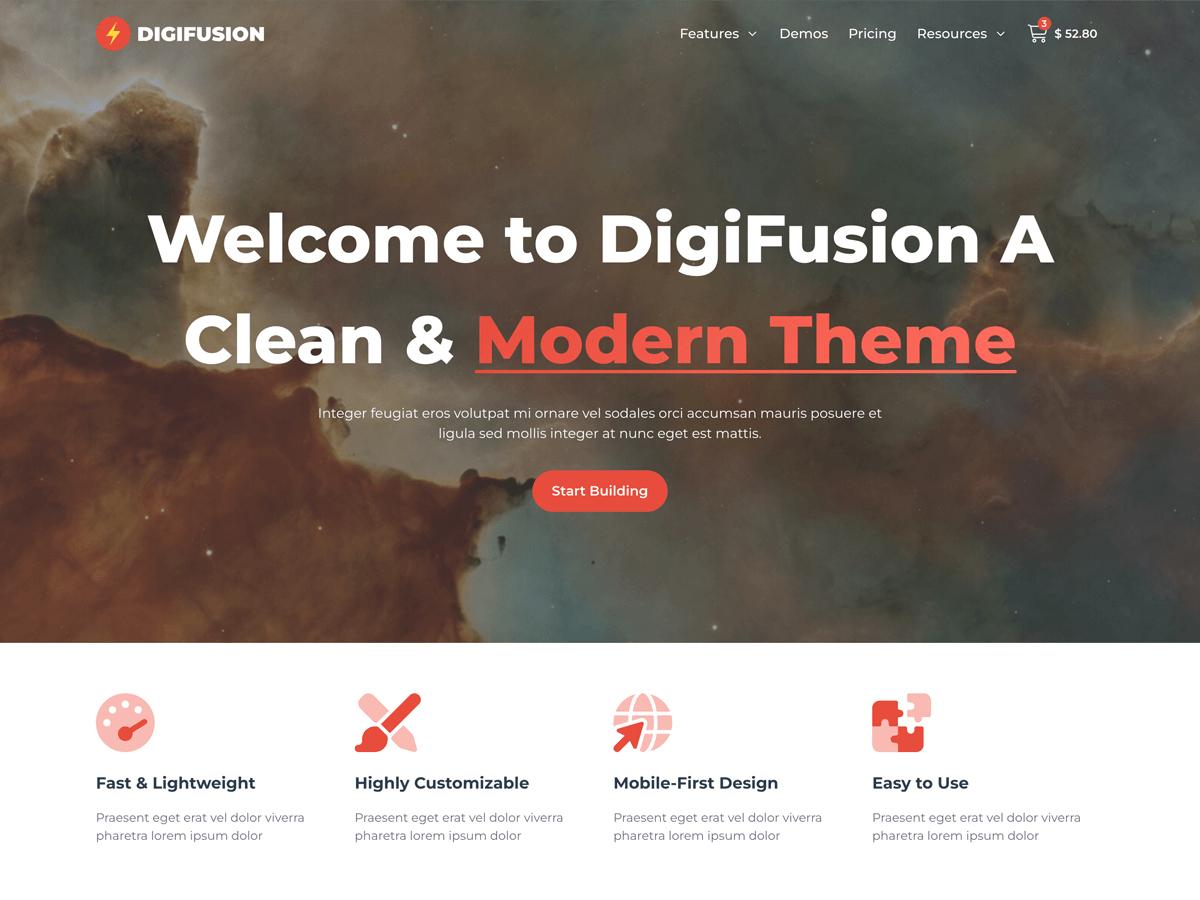 DIGIFUSION
Features
Demos
Pricing
Resources
3
$ 52.80
Welcome to DigiFusion A
Clean & Modern Theme
Integer feugiat eros volutpat mi ornare vel sodales orci accumsan mauris posuere et
ligula sed mollis integer at nunc eget est mattis.
Start Building
Fast & Lightweight
Praesent eget erat vel dolor viverra
pharetra lorem ipsum dolor
Highly Customizable
Praesent eget erat vel dolor viverra
pharetra lorem ipsum dolor
Mobile-First Design
Praesent eget erat vel dolor viverra
pharetra lorem ipsum dolor
Easy to Use
Praesent eget erat vel dolor viverra
pharetra lorem ipsum dolor